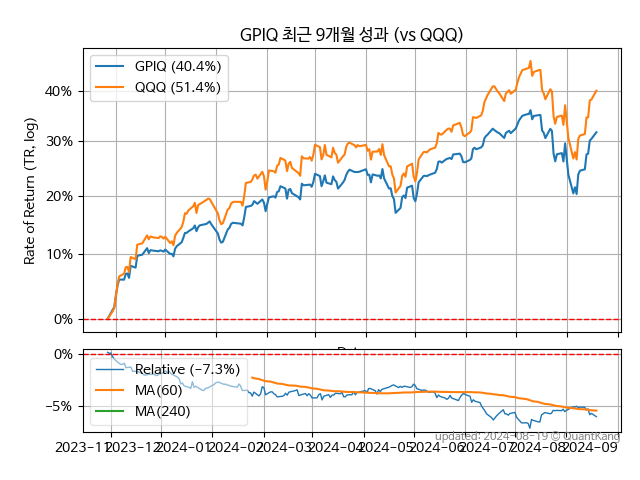 GPIQ 최근 9개월 성과 (vs QQQ)
GPIQ (40.4%)
QQQ (51.4%)
Rate of Return (TR, log)
40%
30%
20%
10%
0%
0%
−5%
Relative (−7.3%)
MA(60)
MA(240)
updated: 2024-08-19 © QuantKang
2023-11
2023-12
2024-01
2024-02
2024-03
2024-04
2024-05
2024-06
2024-07
2024-08
2024-09